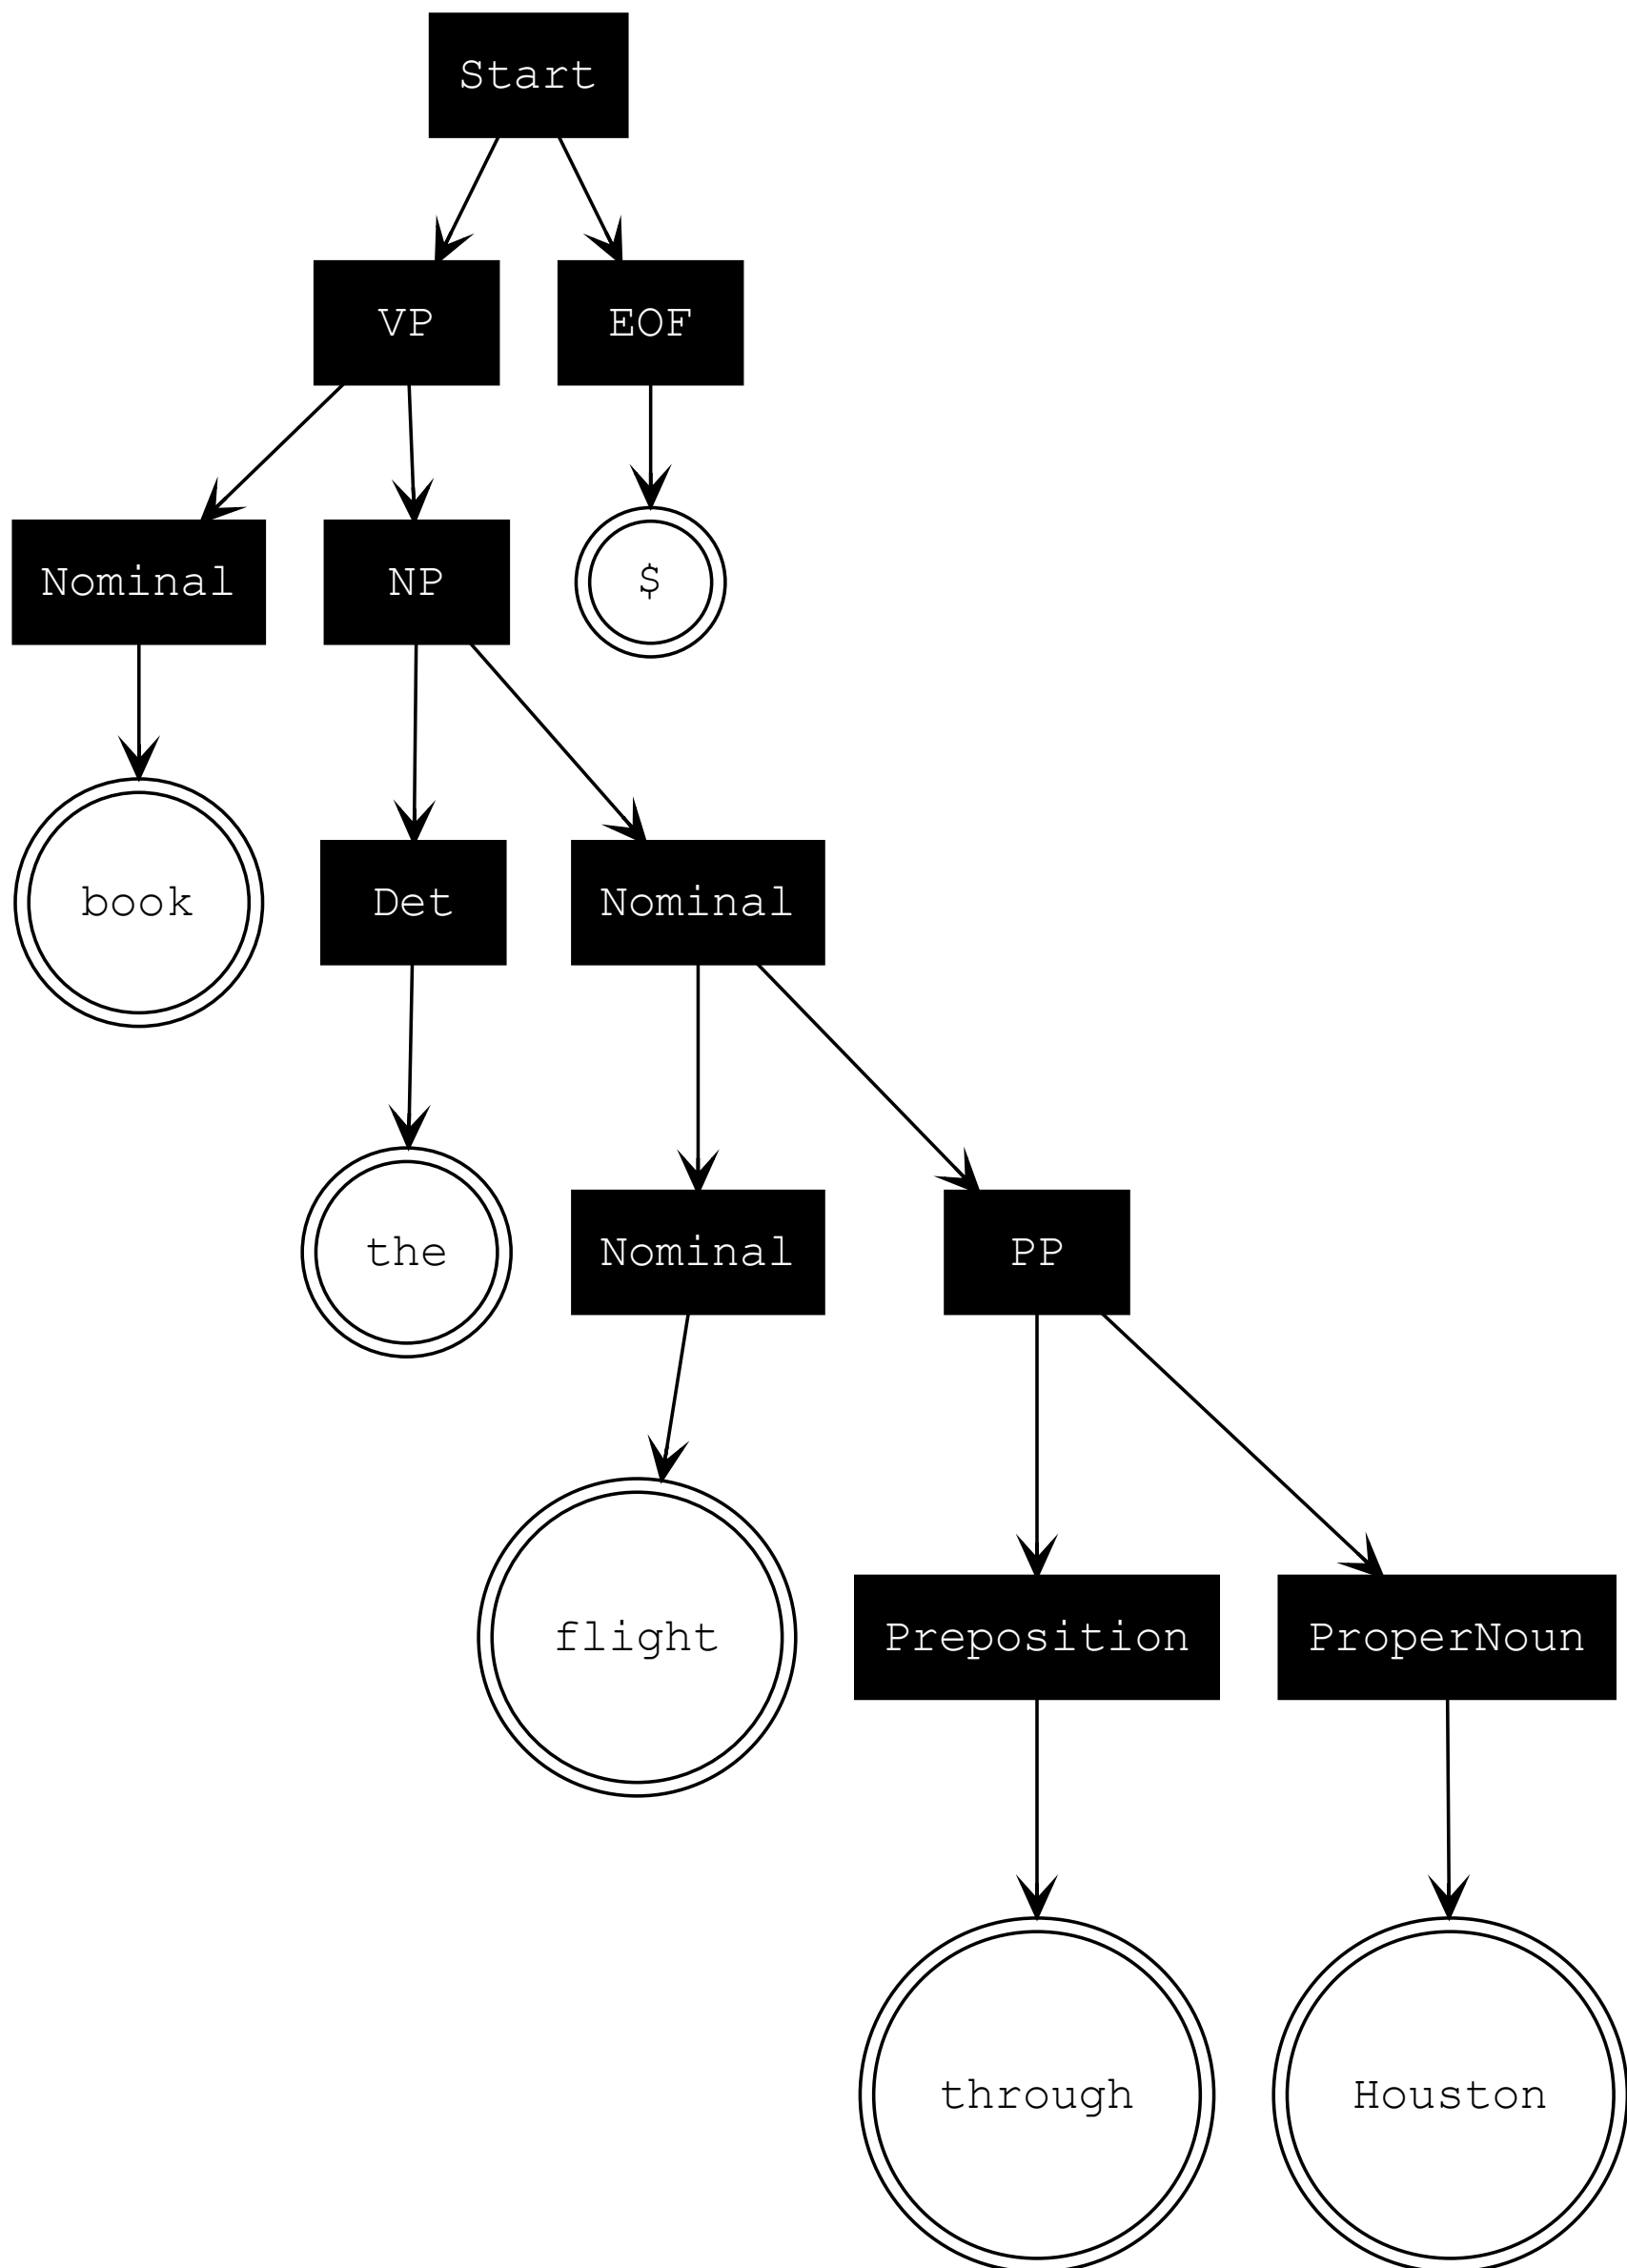 Start
VP EOF
Nominal NP $
book Det Nominal
the Nominal PP
flight Preposition ProperNoun
through Houston